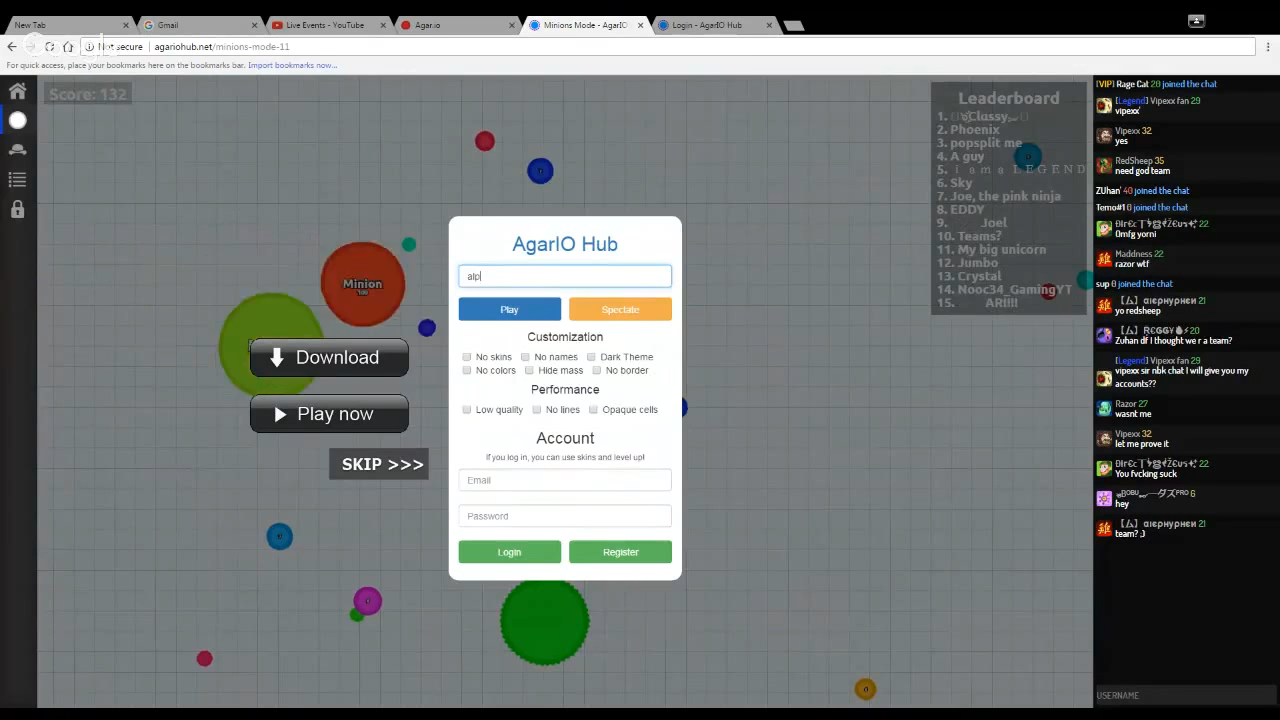 New Tab
Gmail
Live Events - YouTube
Agar.io
Minions Mode - AgarIO
Login - AgarIO Hub
Not secure
agariohub.net/minions-mode-11
For quick access, place your bookmarks here on the bookmarks bar. Import bookmarks now...
Score: 132
Leaderboard
Classy
2. Phoenix
3. popsplit me
4. A guy
5. i a m a L E G E N D
6. Sky
7. Joe, the pink ninja
8. EDDY
9. Joel
10. Teams?
11. My big unicorn
12. Jumbo
13. Crystal
14. Nooc34_GamingYT
15. ARi!!!
Minion
Download
Play now
SKIP >>>
AgarIO Hub
alp
Play
Spectate
Customization
No skins
No names
Dark Theme
No colors
Hide mass
No border
Performance
Low quality
No lines
Opaque cells
Account
If you log in, you can use skins and level up!
Email
Password
Login
Register
[VIP] Rage Cat 20 joined the chat
[Legend] Vipexx fan 29
vipexx'
Vipexx 32
yes
RedSheep 35
need god team
ZUhan' 40 joined the chat
Temo#1 0 joined the chat
22
Omfg yorni
Maddness 22
razor wtf
sup 0 joined the chat
21
yo redsheep
20
Zuhan df I thought we r a team?
[Legend] Vipexx fan 29
vipexx sir nbk chat I will give you my
accounts??
Razor 27
wasnt me
Vipexx 32
let me prove it
22
You fvcking suck
PRO 6
hey
21
team? ;)
USERNAME